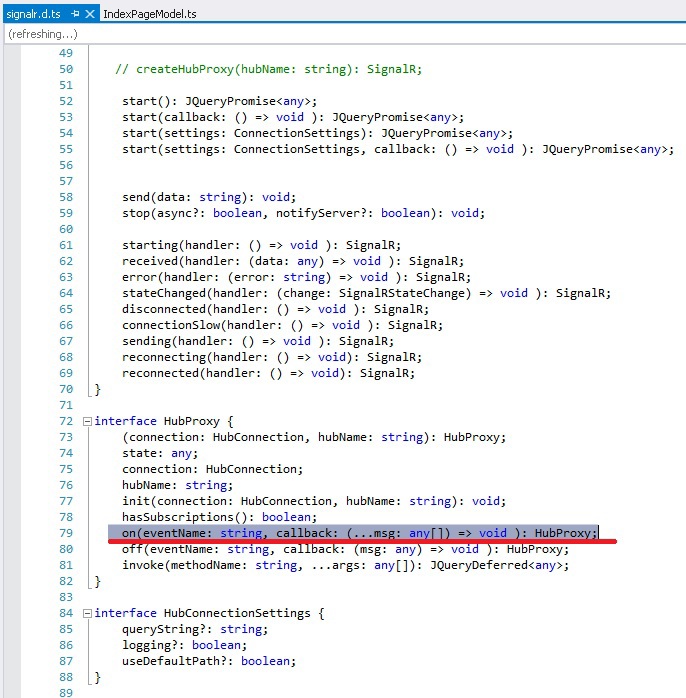 signalr.d.ts IndexPageModel.ts
(refreshing...)
49
50 // createHubProxy(hubName: string): SignalR;
51
52 start(): JQueryPromise<any>;
53 start(callback: () => void ): JQueryPromise<any>;
54 start(settings: ConnectionSettings): JQueryPromise<any>;
55 start(settings: ConnectionSettings, callback: () => void ): JQueryPromise<any>;
56
57
58 send(data: string): void;
59 stop(async?: boolean, notifyServer?: boolean): void;
60
61 starting(handler: () => void ): SignalR;
62 received(handler: (data: any) => void ): SignalR;
63 error(handler: (error: string) => void ): SignalR;
64 stateChanged(handler: (change: SignalRStateChange) => void ): SignalR;
65 disconnected(handler: () => void ): SignalR;
66 connectionSlow(handler: () => void ): SignalR;
67 sending(handler: () => void ): SignalR;
68 reconnecting(handler: () => void): SignalR;
69 reconnected(handler: () => void): SignalR;
70 }
71
72 interface HubProxy {
73 (connection: HubConnection, hubName: string): HubProxy;
74 state: any;
75 connection: HubConnection;
76 hubName: string;
77 init(connection: HubConnection, hubName: string): void;
78 hasSubscriptions(): boolean;
79 on(eventName: string, callback: (...msg: any[]) => void ): HubProxy;
80 off(eventName: string, callback: (msg: any) => void ): HubProxy;
81 invoke(methodName: string, ...args: any[]): JQueryDeferred<any>;
82 }
83
84 interface HubConnectionSettings {
85 queryString?: string;
86 logging?: boolean;
87 useDefaultPath?: boolean;
88 }
89